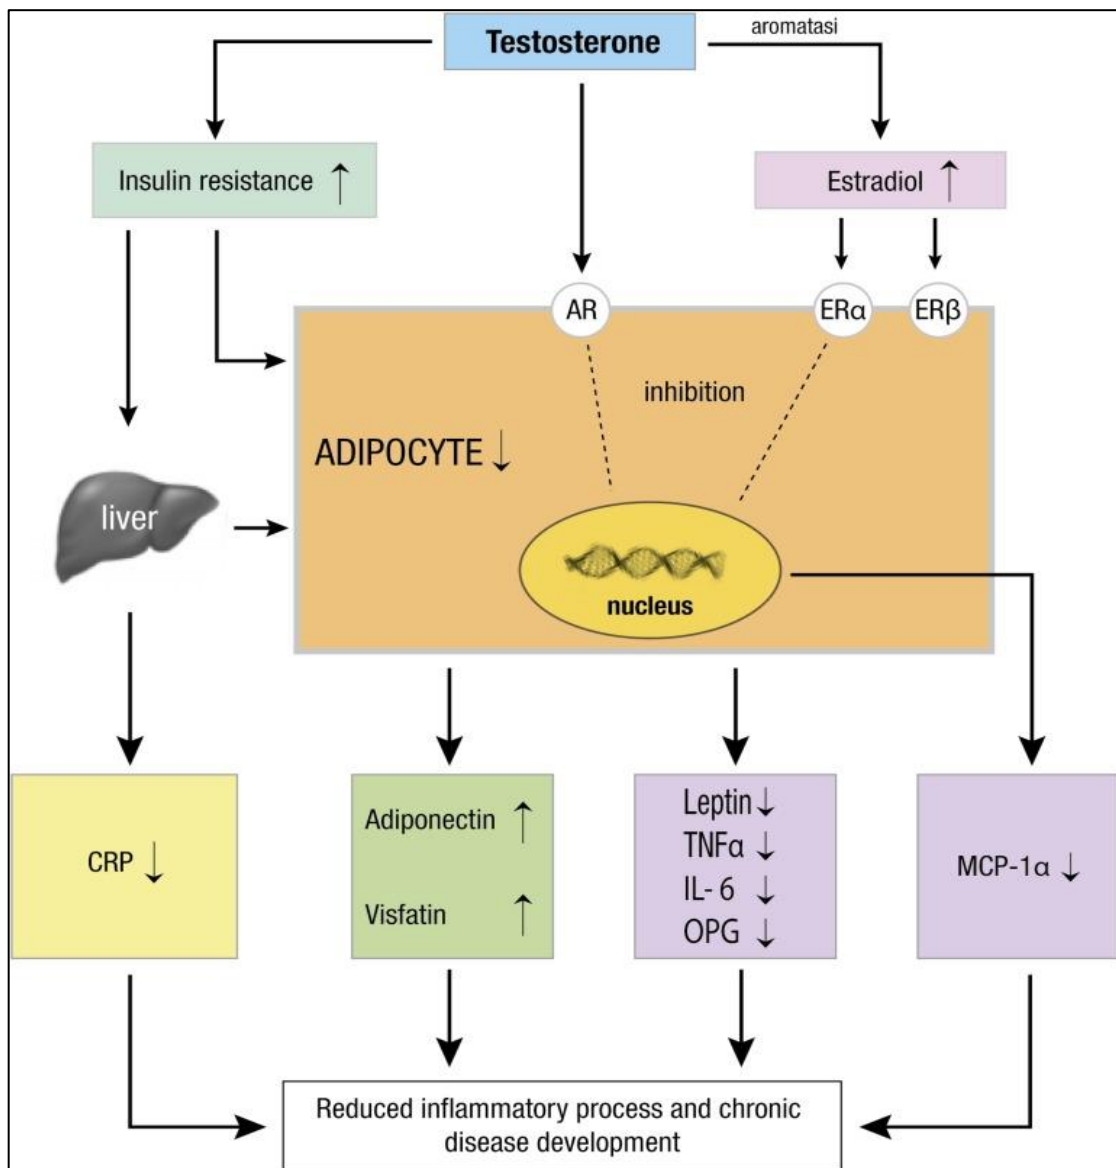 Testosterone
aromatasi
Insulin resistance ↑
Estradiol ↑
AR
ERα
ERβ
inhibition
ADIPOCYTE ↓
liver
nucleus
CRP ↓
Adiponectin ↑
Visfatin ↑
Leptin ↓
TNFα ↓
IL- 6 ↓
OPG ↓
MCP-1α ↓
Reduced inflammatory process and chronic
disease development